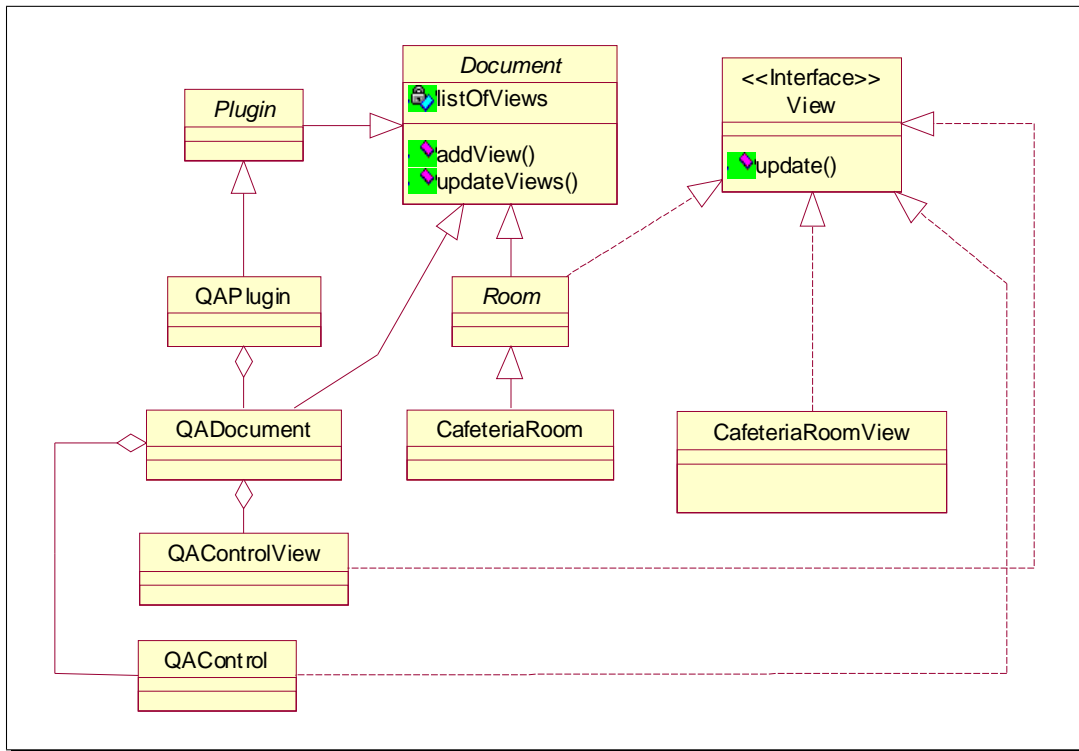 Document
listOfViews
addView()
updateViews()
<<Interface>>
View
update()
Plugin
QAPlugin
Room
QADocument
CafeteriaRoom
CafeteriaRoomView
QAControlView
QAControl